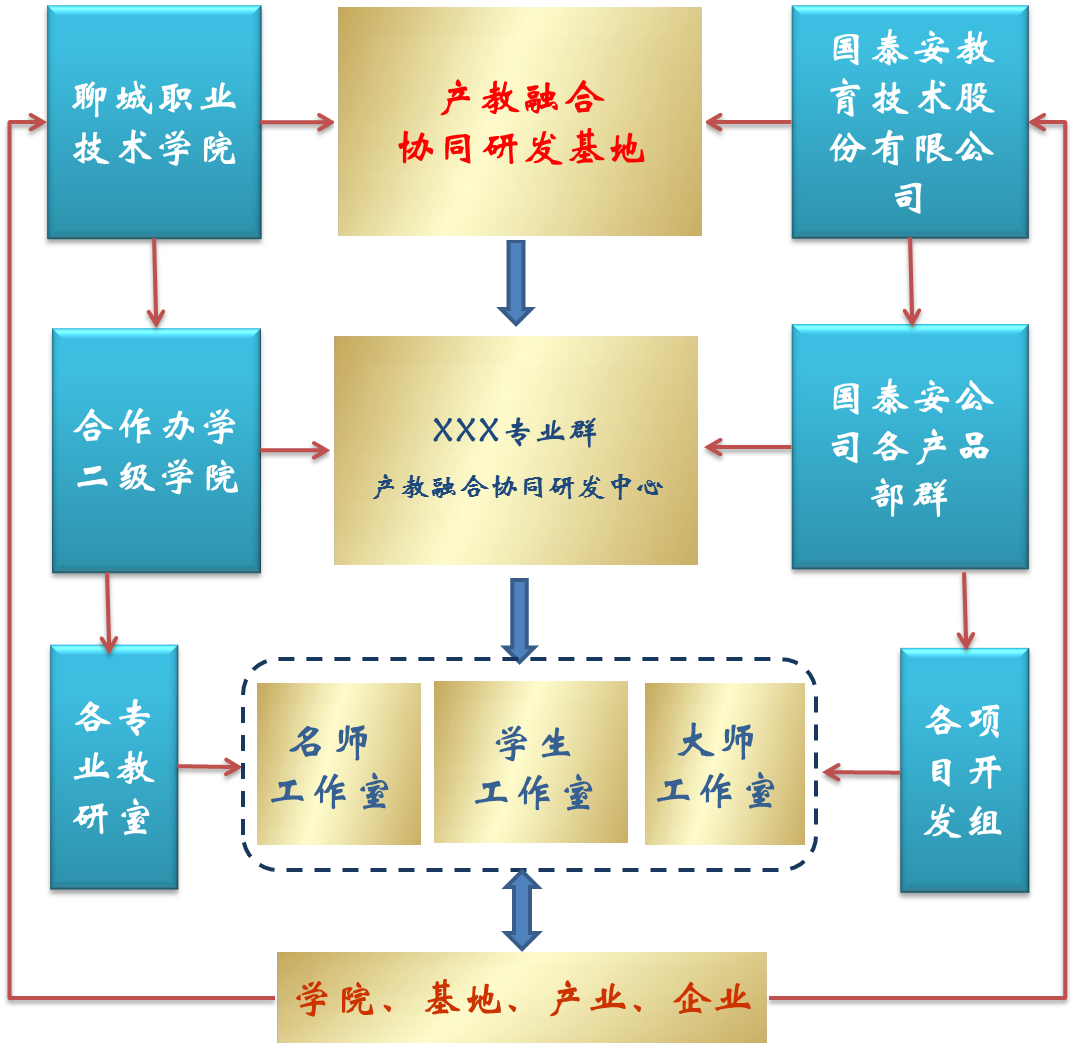 聊城职业
技术学院
产教融合
协同研发基地
国泰安教
育技术股
份有限公
司
合作办学
二级学院
XXX专业群
产教融合协同研发中心
国泰安公
司各产品
部群
各专
业教
研室
名师
工作室
学生
工作室
大师
工作室
各项
目开
发组
学院、基地、产业、企业